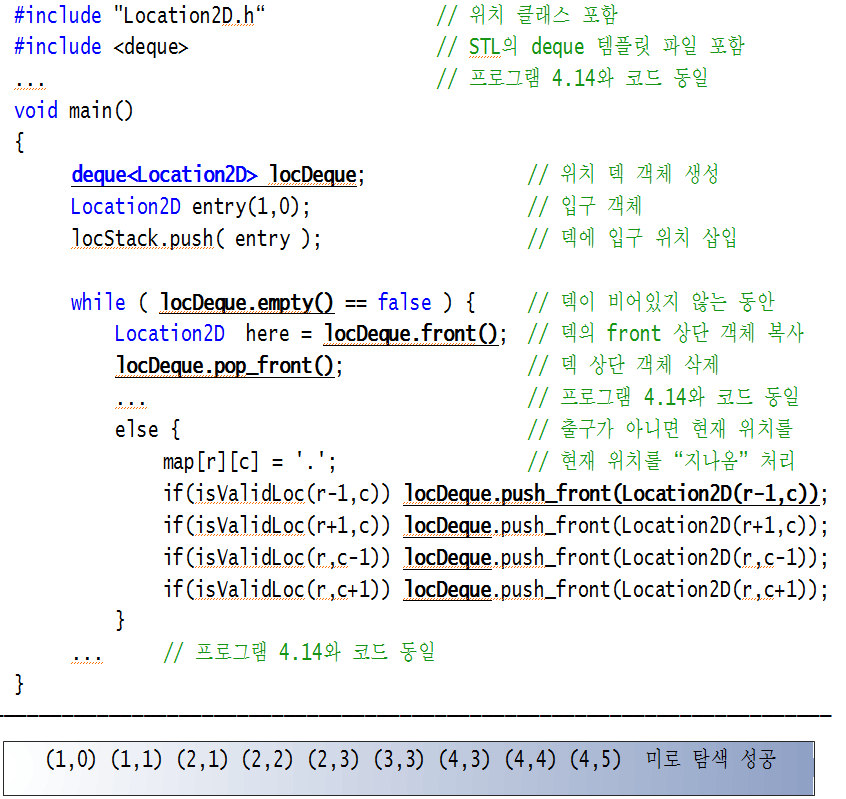 #include "Location2D.h“ // 위치 클래스 포함
#include <deque> // STL의 deque 템플릿 파일 포함
... // 프로그램 4.14와 코드 동일
void main()
{
deque<Location2D> locDeque; // 위치 덱 객체 생성
Location2D entry(1,0); // 입구 객체
locStack.push( entry ); // 덱에 입구 위치 삽입
while ( locDeque.empty() == false ) { // 덱이 비어있지 않는 동안
Location2D here = locDeque.front(); // 덱의 front 상단 객체 복사
locDeque.pop_front(); // 덱 상단 객체 삭제
... // 프로그램 4.14와 코드 동일
else { // 출구가 아니면 현재 위치를
map[r][c] = '.'; // 현재 위치를 “지나옴” 처리
if(isValidLoc(r-1,c)) locDeque.push_front(Location2D(r-1,c));
if(isValidLoc(r+1,c)) locDeque.push_front(Location2D(r+1,c));
if(isValidLoc(r,c-1)) locDeque.push_front(Location2D(r,c-1));
if(isValidLoc(r,c+1)) locDeque.push_front(Location2D(r,c+1));
}
... // 프로그램 4.14와 코드 동일
}
(1,0) (1,1) (2,1) (2,2) (2,3) (3,3) (4,3) (4,4) (4,5) 미로 탐색 성공